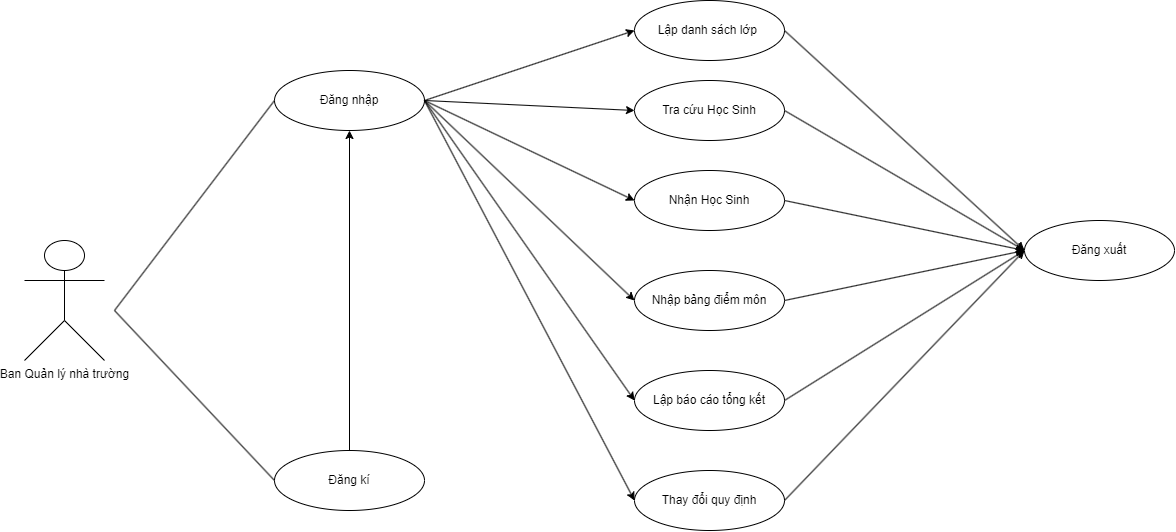 Lập danh sách lớp
Đăng nhập
Tra cứu Học Sinh
Nhận Học Sinh
Đăng xuất
Nhập bảng điểm môn
Ban Quản lý nhà trường
Lập báo cáo tổng kết
Đăng kí
Thay đổi quy định